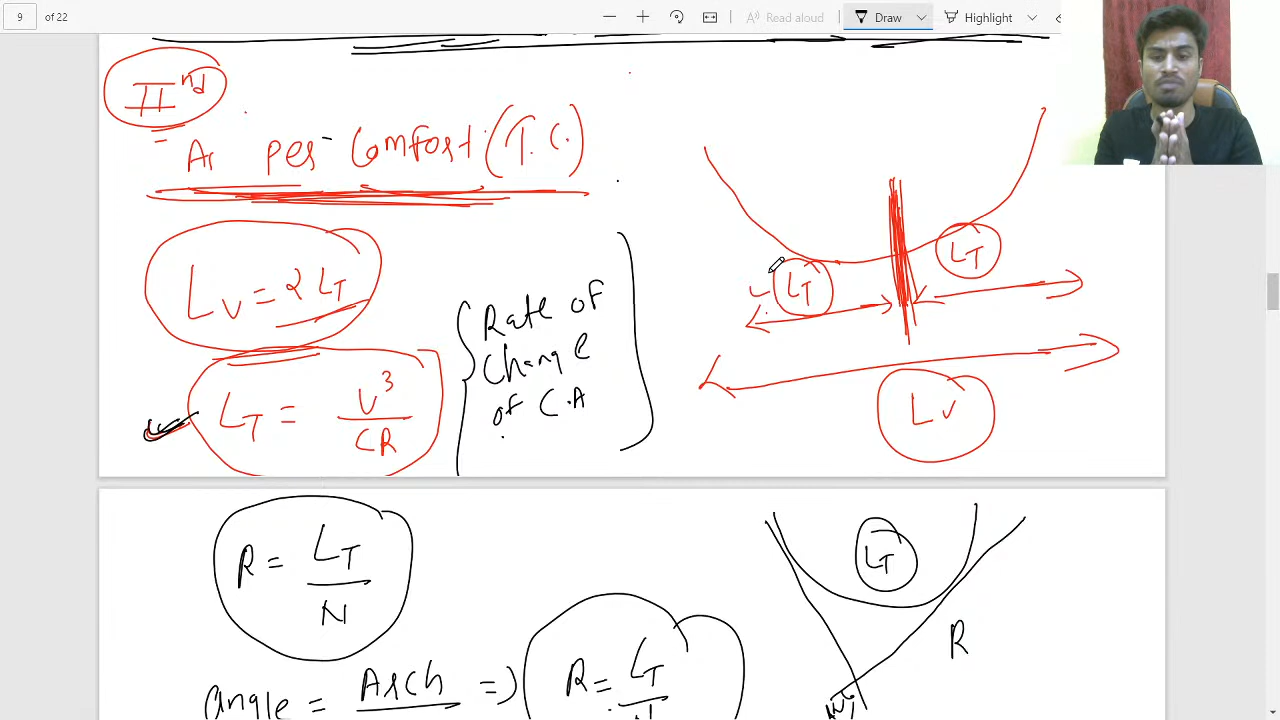 9 of 22
Read aloud
Draw
Highlight
IInd
As per Comfort (T.C.)
Lv = 2 LT
LT = v3 / CR
Rate of
Change
of C.A
LT
LT
Lv
R = LT / N
LT
R
Angle = Arch => R = LT / N